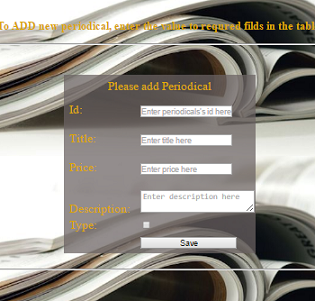 To ADD new periodical, enter the value to requred filds in the tabl
Please add Periodical
Id: Enter periodicals's id here
Title: Enter title here
Price: Enter price here
Enter description here
Description:
Type:
Save